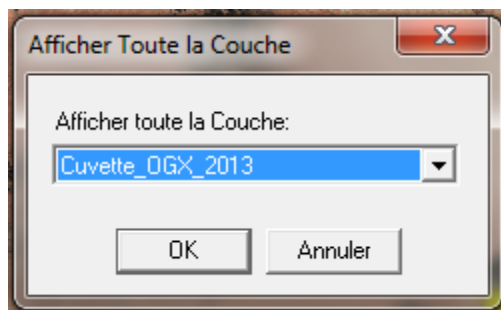 Afficher Toute la Couche
Afficher toute la Couche:
Cuvette_OGX_2013
OK
Annuler